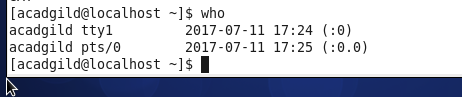 [acadgild@localhost ~]$ who
acadgild tty1         2017-07-11 17:24 (:0)
acadgild pts/0        2017-07-11 17:25 (:0.0)
[acadgild@localhost ~]$